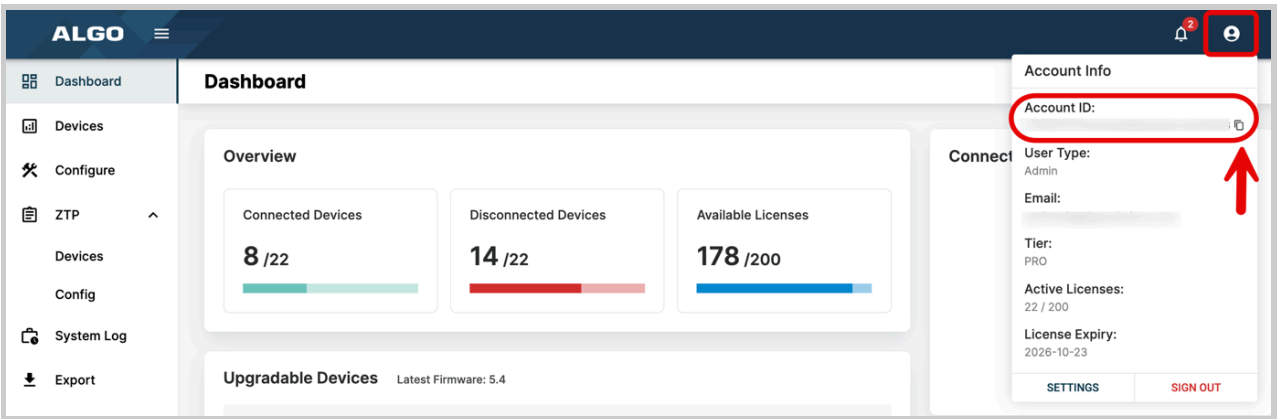 ALGO
2
Dashboard
Devices
Configure
ZTP
Devices
Config
System Log
Export
Dashboard
Overview
Connected Devices
8 /22
Disconnected Devices
14 /22
Available Licenses
178 /200
Upgradable Devices Latest Firmware: 5.4
Account Info
Account ID:
User Type:
Admin
Email:
Tier:
PRO
Active Licenses:
22 / 200
License Expiry:
2026-10-23
SETTINGS SIGN OUT